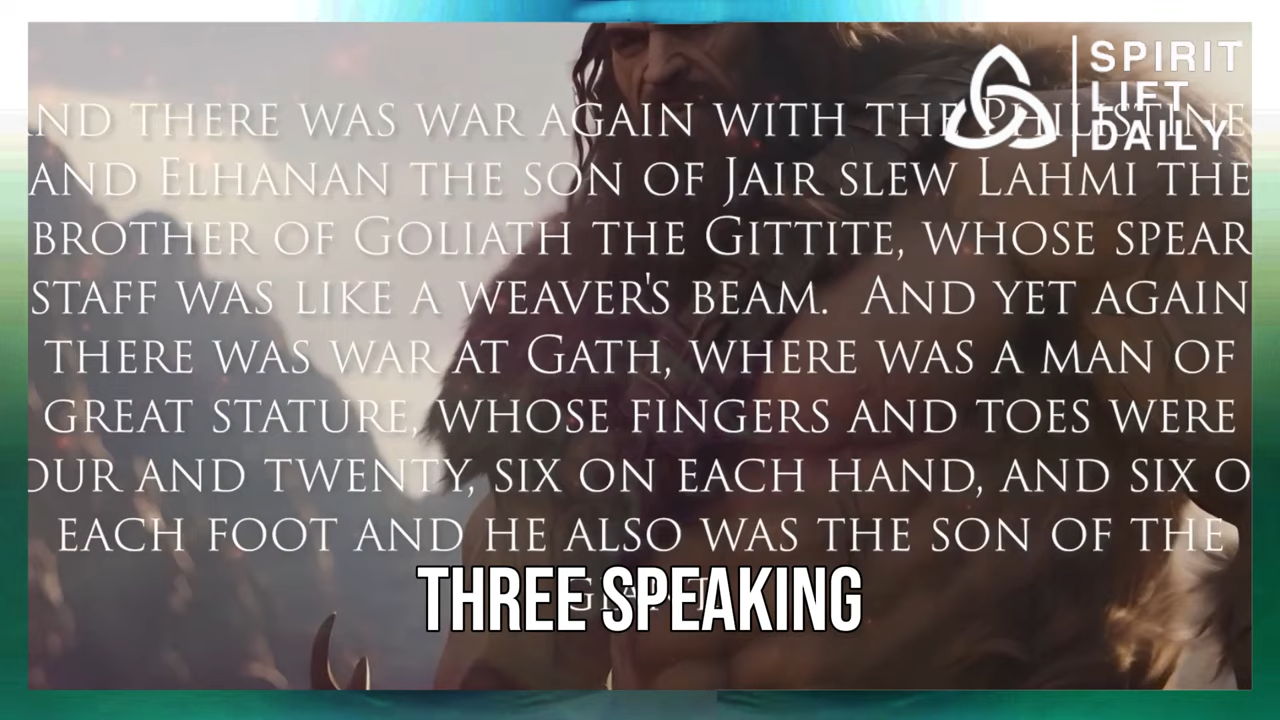 SPIRIT
LIFT
DAILY
ND THERE WAS WAR AGAIN WITH THE PHILISTINE
AND ELHANAN THE SON OF JAIR SLEW LAHMI THE
BROTHER OF GOLIATH THE GITTITE, WHOSE SPEAR
STAFF WAS LIKE A WEAVER'S BEAM. AND YET AGAIN
THERE WAS WAR AT GATH, WHERE WAS A MAN OF
GREAT STATURE, WHOSE FINGERS AND TOES WERE
OUR AND TWENTY, SIX ON EACH HAND, AND SIX O
EACH FOOT AND HE ALSO WAS THE SON OF THE
THREE SPEAKING